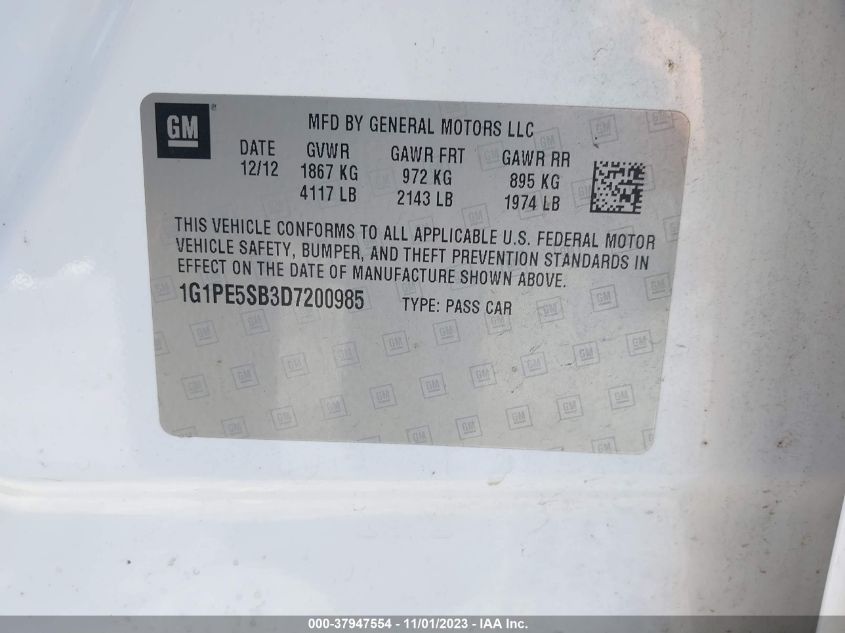 GM
MFD BY GENERAL MOTORS LLC
DATE GVWR GAWR FRT GAWR RR
12/12 1867 KG 972 KG 895 KG
4117 LB 2143 LB 1974 LB
THIS VEHICLE CONFORMS TO ALL APPLICABLE U.S. FEDERAL MOTOR
VEHICLE SAFETY, BUMPER, AND THEFT PREVENTION STANDARDS IN
EFFECT ON THE DATE OF MANUFACTURE SHOWN ABOVE.
1G1PE5SB3D7200985 TYPE: PASS CAR
000-37947554 - 11/01/2023 - IAA Inc.